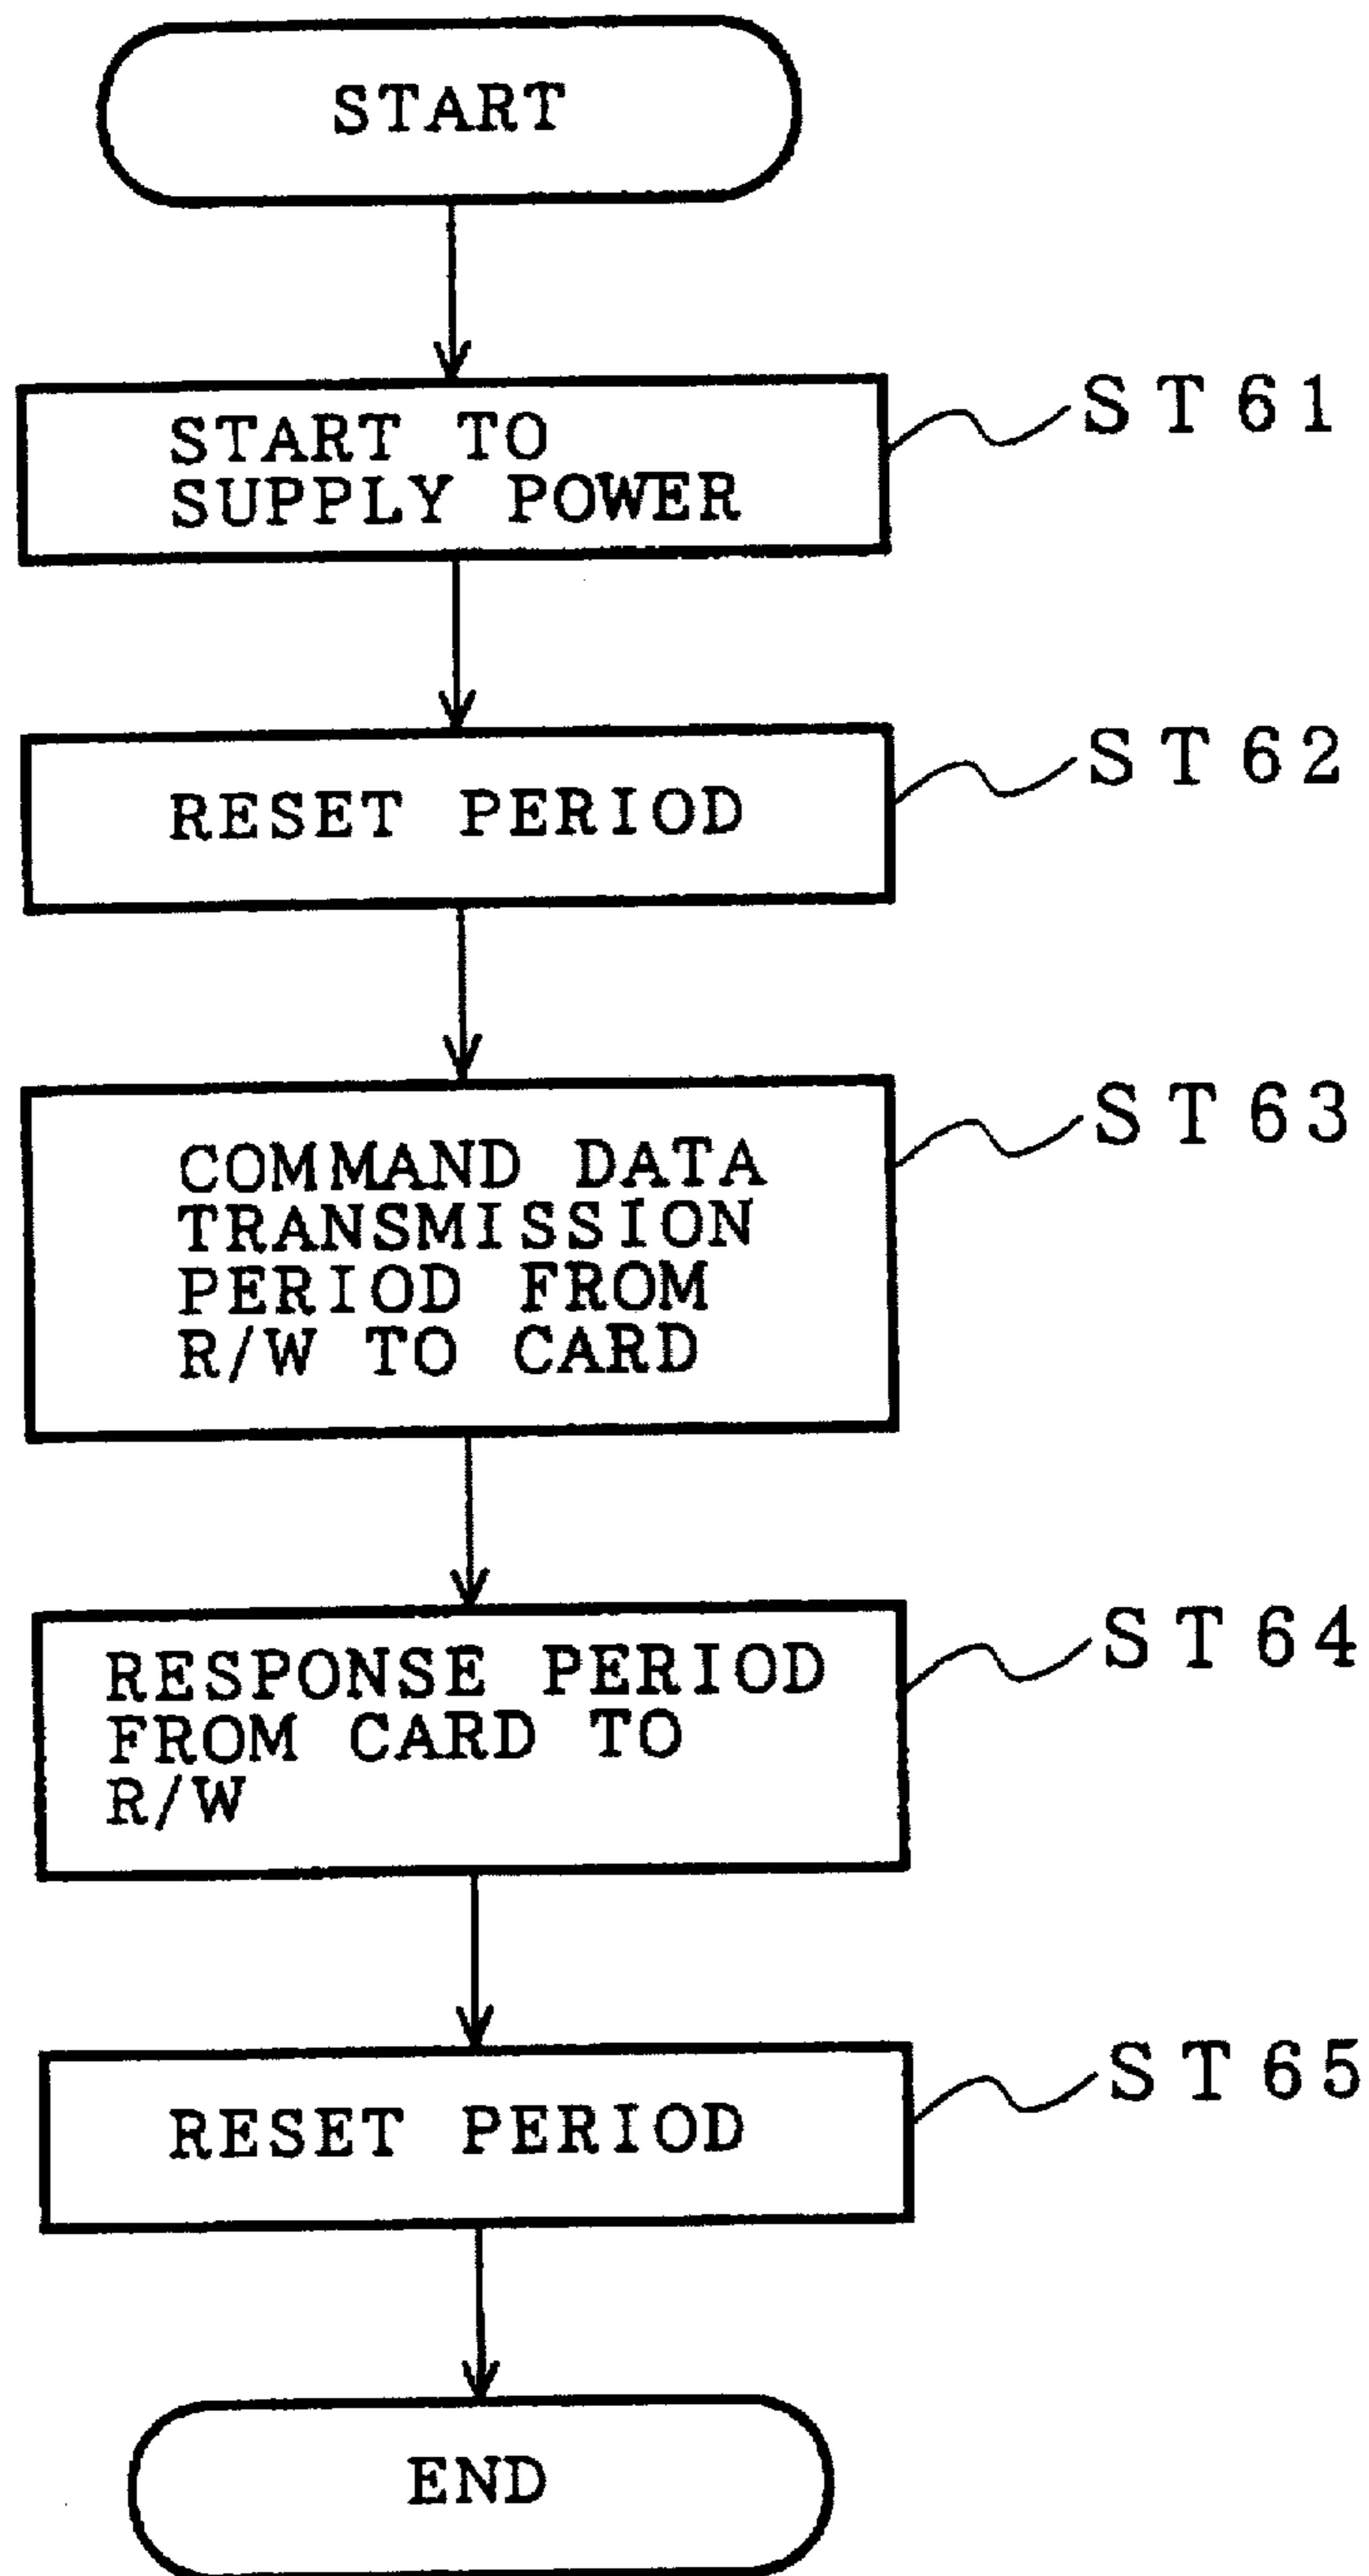 START
START TO
SUPPLY POWER
ST61
RESET PERIOD
ST62
COMMAND DATA
TRANSMISSION
PERIOD FROM
R/W TO CARD
ST63
RESPONSE PERIOD
FROM CARD TO
R/W
ST64
RESET PERIOD
ST65
END